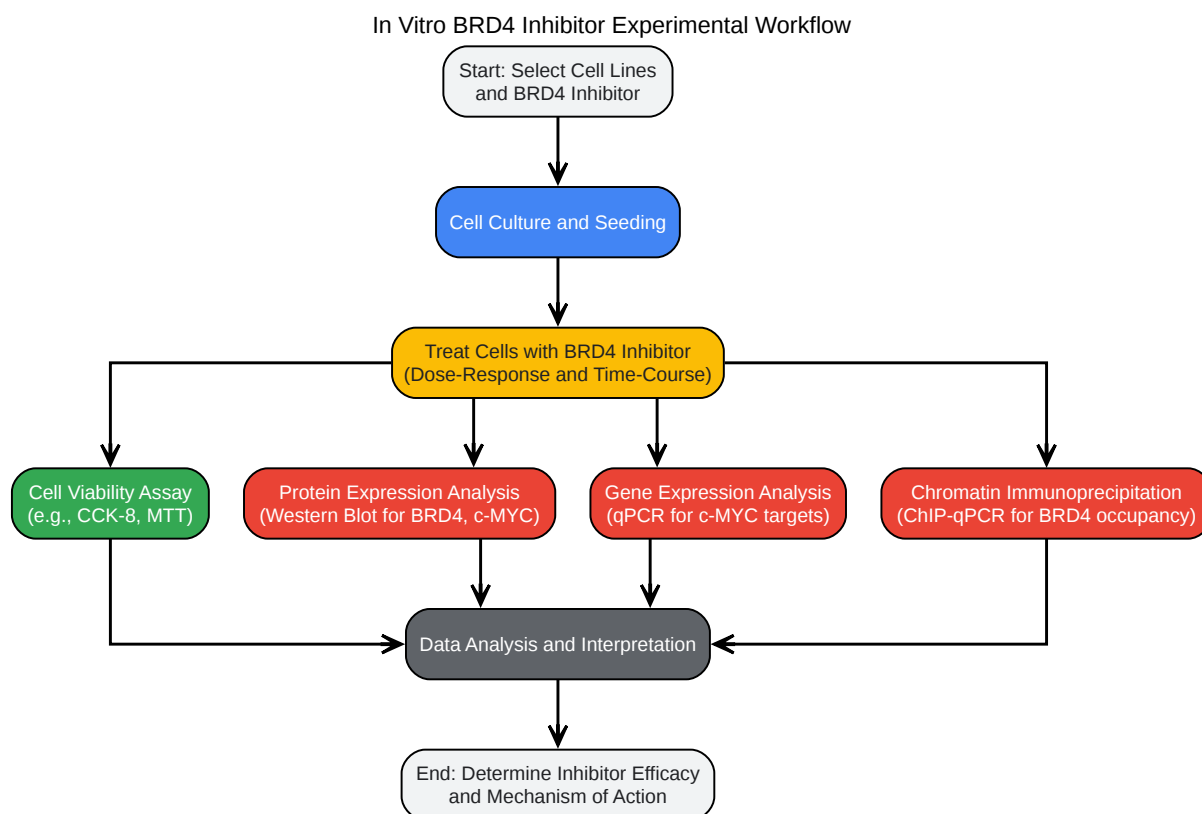 In Vitro BRD4 Inhibitor Experimental Workflow
Start: Select Cell Lines
and BRD4 Inhibitor
Cell Culture and Seeding
Treat Cells with BRD4 Inhibitor
(Dose-Response and Time-Course)
Cell Viability Assay
(e.g., CCK-8, MTT)
Protein Expression Analysis
(Western Blot for BRD4, c-MYC)
Gene Expression Analysis
(qPCR for c-MYC targets)
Chromatin Immunoprecipitation
(ChIP-qPCR for BRD4 occupancy)
Data Analysis and Interpretation
End: Determine Inhibitor Efficacy
and Mechanism of Action